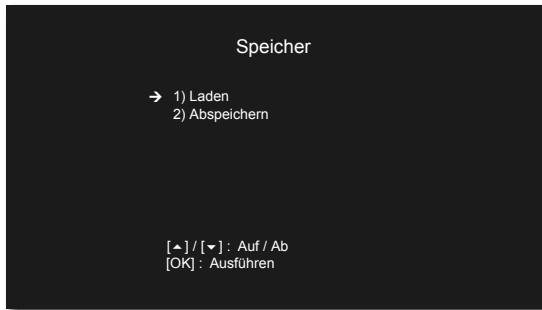 Speicher
→ 1) Laden
2) Abspeichern
[▲] / [▼] : Auf / Ab
[OK] : Ausführen